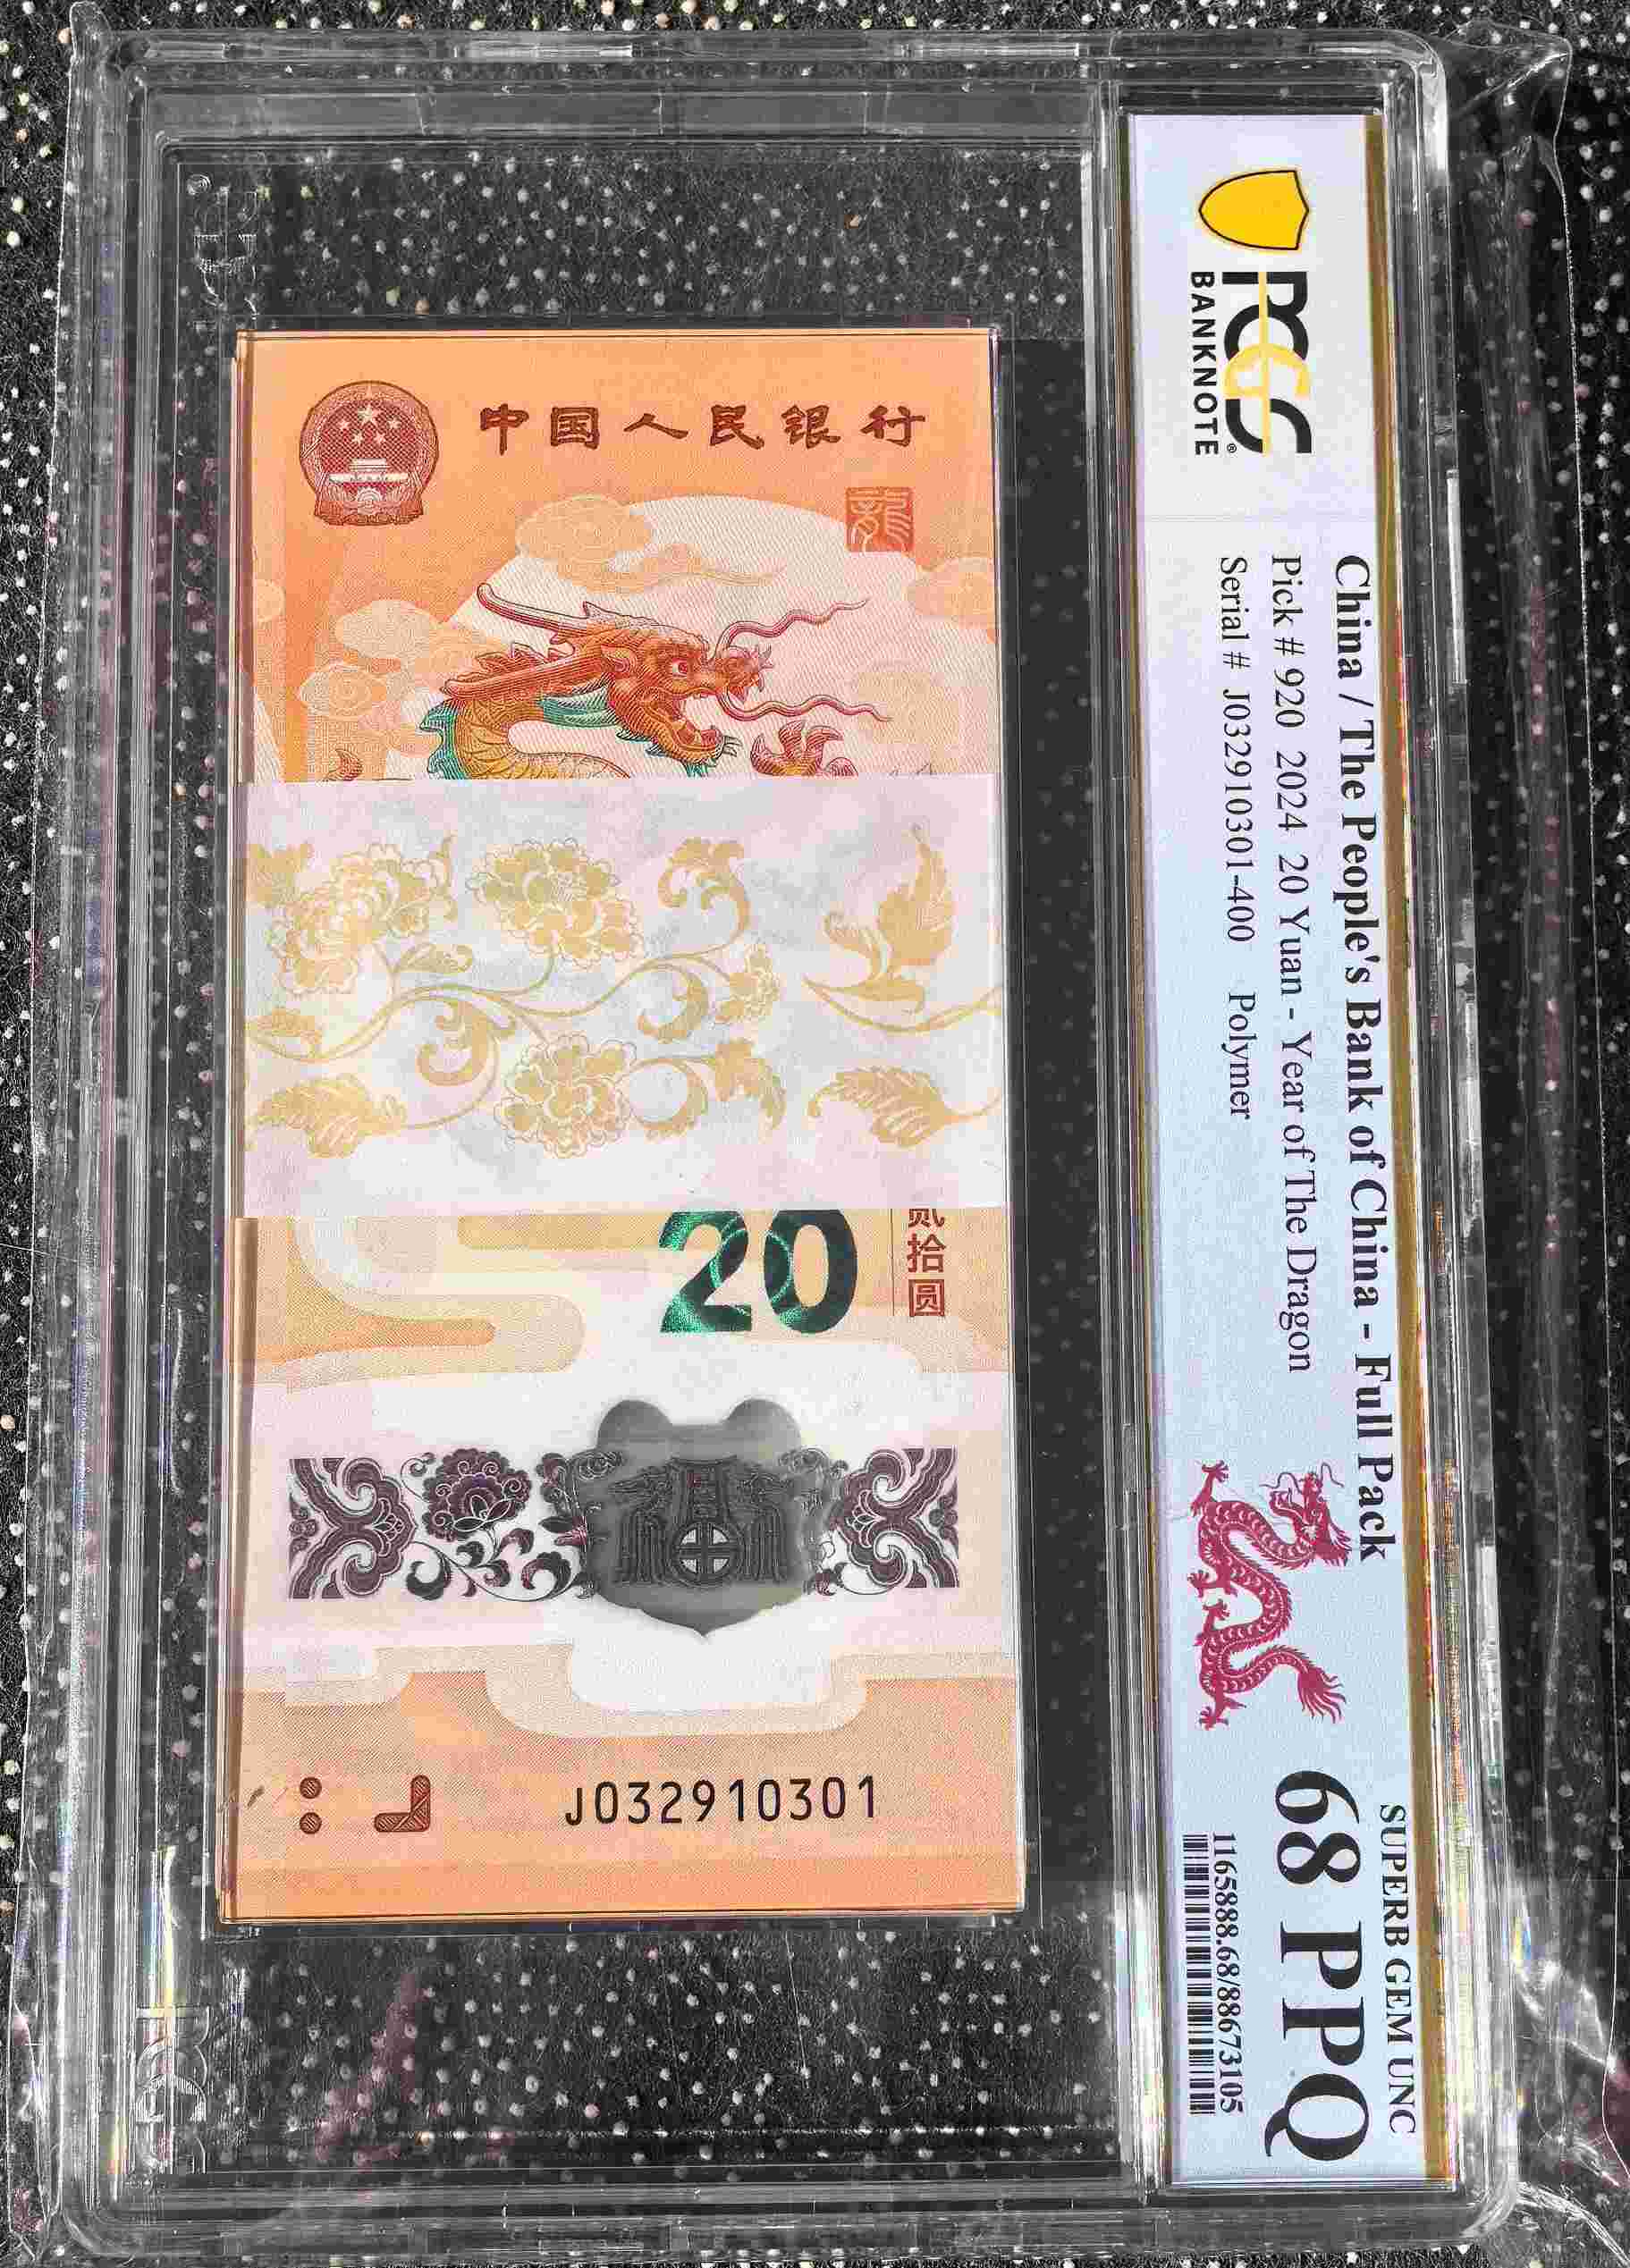 PCGS
BANKNOTE®
China / The People's Bank of China - Full Pack
Pick # 920 2024 20 Yuan - Year of The Dragon
Serial # J032910301-400 Polymer
SUPERB GEM UNC
68 PPQ
1165888.68/88673105
中国人民银行
龍
20
贰拾圆
J032910301